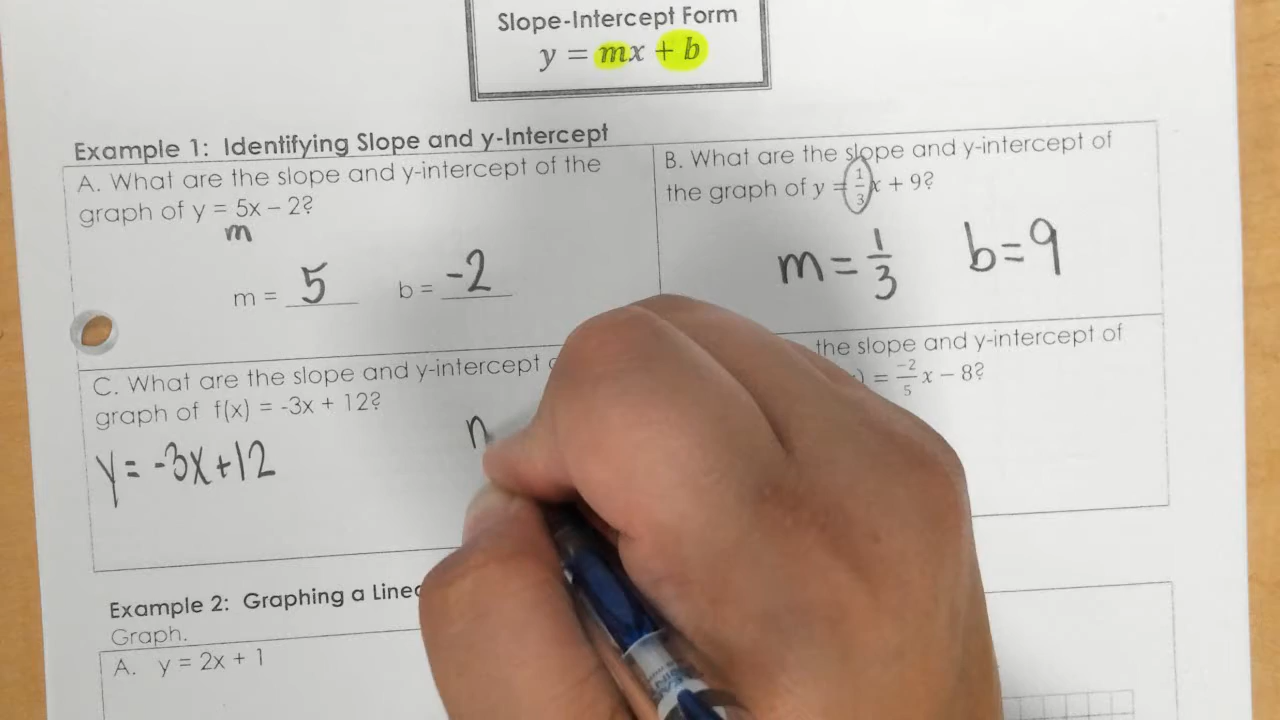 Slope-Intercept Form
y = mx + b
Example 1: Identifying Slope and y-Intercept
A. What are the slope and y-intercept of the
graph of y = 5x – 2?
m
m = 5 b = -2
B. What are the slope and y-intercept of
the graph of y = 1/3 x + 9?
m = 1/3 b = 9
C. What are the slope and y-intercept
graph of f(x) = -3x + 12?
y = -3x+12
the slope and y-intercept of
) = -2/5 x – 8?
Example 2: Graphing a
Graph.
A. y = 2x + 1